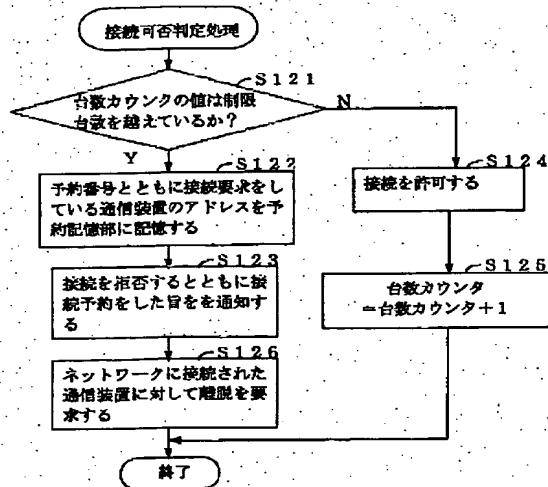 接続可否判定処理
S121
台数カウンタの値は制限
台数を越えているか?
N
Y
S122
予約番号とともに接続要求をし
ている通信装置のアドレスを予
約記憶部に記憶する
S123
接続を拒否するとともに接
続予約をした旨をを通知す
る
S126
ネットワークに接続された
通信装置に対して離脱を要
求する
S124
接続を許可する
S125
台数カウンタ
=台数カウンタ+1
終了